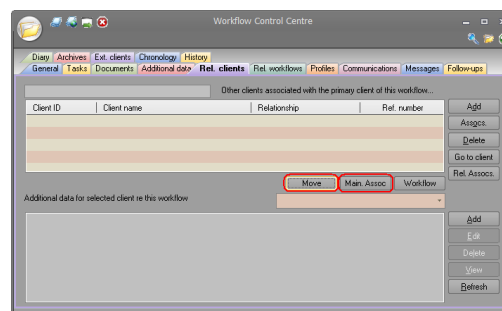 Workflow Control Centre
Diary Archives Ext. clients Chronology History
General Tasks Documents Additional data Rel. clients Rel. workflows Profiles Communications Messages Follow-ups
Other clients associated with the primary client of this workflow...
Client ID Client name Relationship Ref. number
Add
Assocs.
Delete
Go to client
Rel. Assocs.
Move Main. Assoc Workflow
Additional data for selected client re this workflow
Add
Edit
Delete
View
Refresh